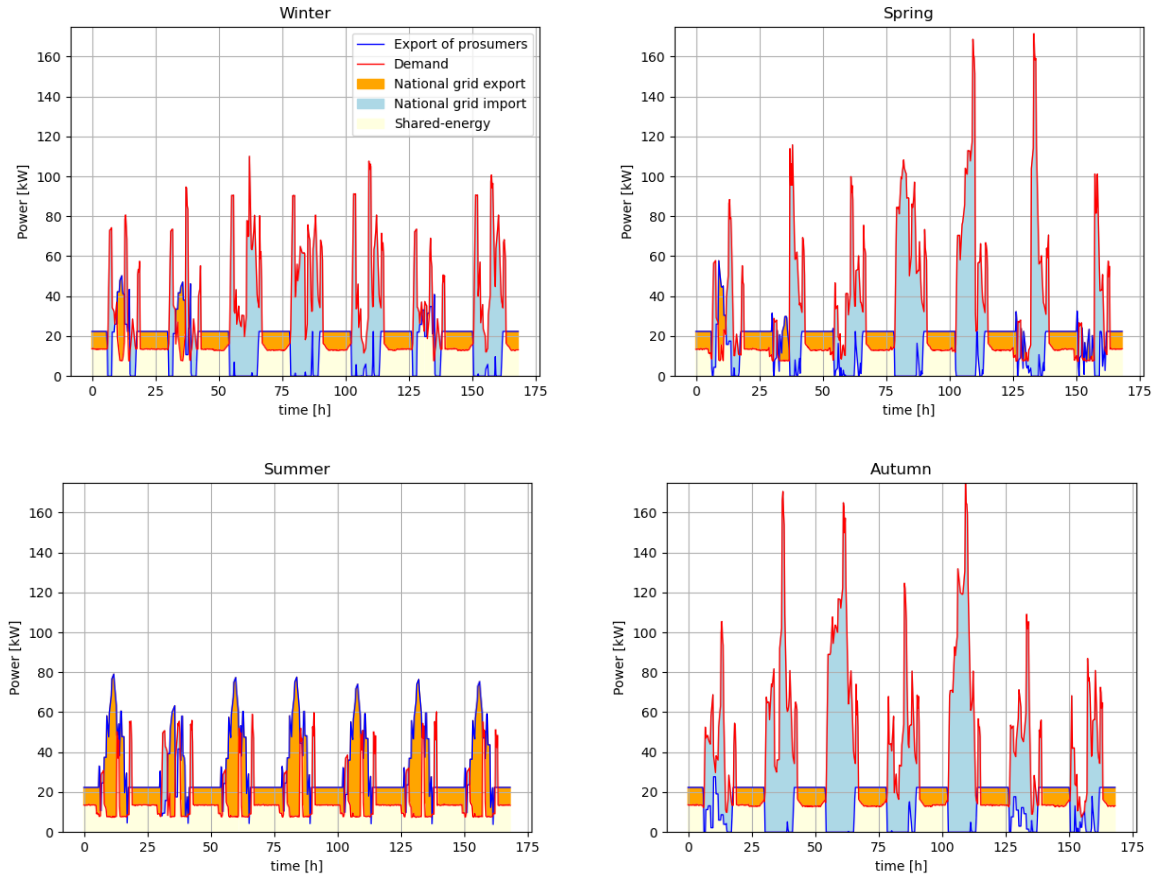 Winter
Power [kW]
160
140
120
100
80
60
40
20
0
Export of prosumers
Demand
National grid export
National grid import
Shared-energy
0 25 50 75 100 125 150 175
time [h]
Spring
Power [kW]
160
140
120
100
80
60
40
20
0
0 25 50 75 100 125 150 175
time [h]
Summer
Power [kW]
160
140
120
100
80
60
40
20
0
0 25 50 75 100 125 150 175
time [h]
Autumn
Power [kW]
160
140
120
100
80
60
40
20
0
0 25 50 75 100 125 150 175
time [h]